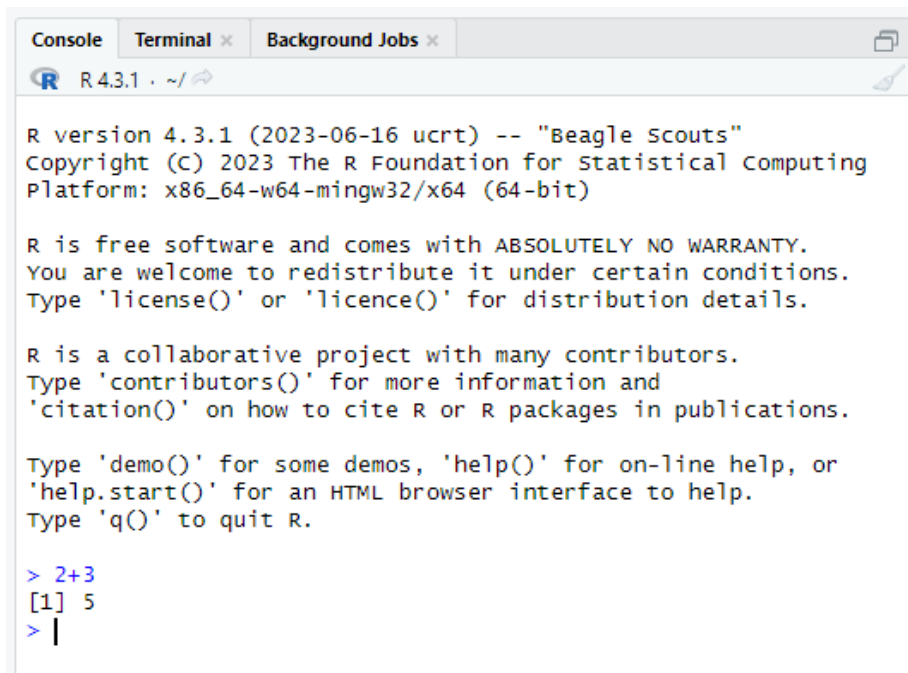 Console Terminal × Background Jobs ×
R R 4.3.1 · ~/
R version 4.3.1 (2023-06-16 ucrt) -- "Beagle Scouts"
Copyright (C) 2023 The R Foundation for Statistical Computing
Platform: x86_64-w64-mingw32/x64 (64-bit)
R is free software and comes with ABSOLUTELY NO WARRANTY.
You are welcome to redistribute it under certain conditions.
Type 'license()' or 'licence()' for distribution details.
R is a collaborative project with many contributors.
Type 'contributors()' for more information and
'citation()' on how to cite R or R packages in publications.
Type 'demo()' for some demos, 'help()' for on-line help, or
'help.start()' for an HTML browser interface to help.
Type 'q()' to quit R.
> 2+3
[1] 5
>